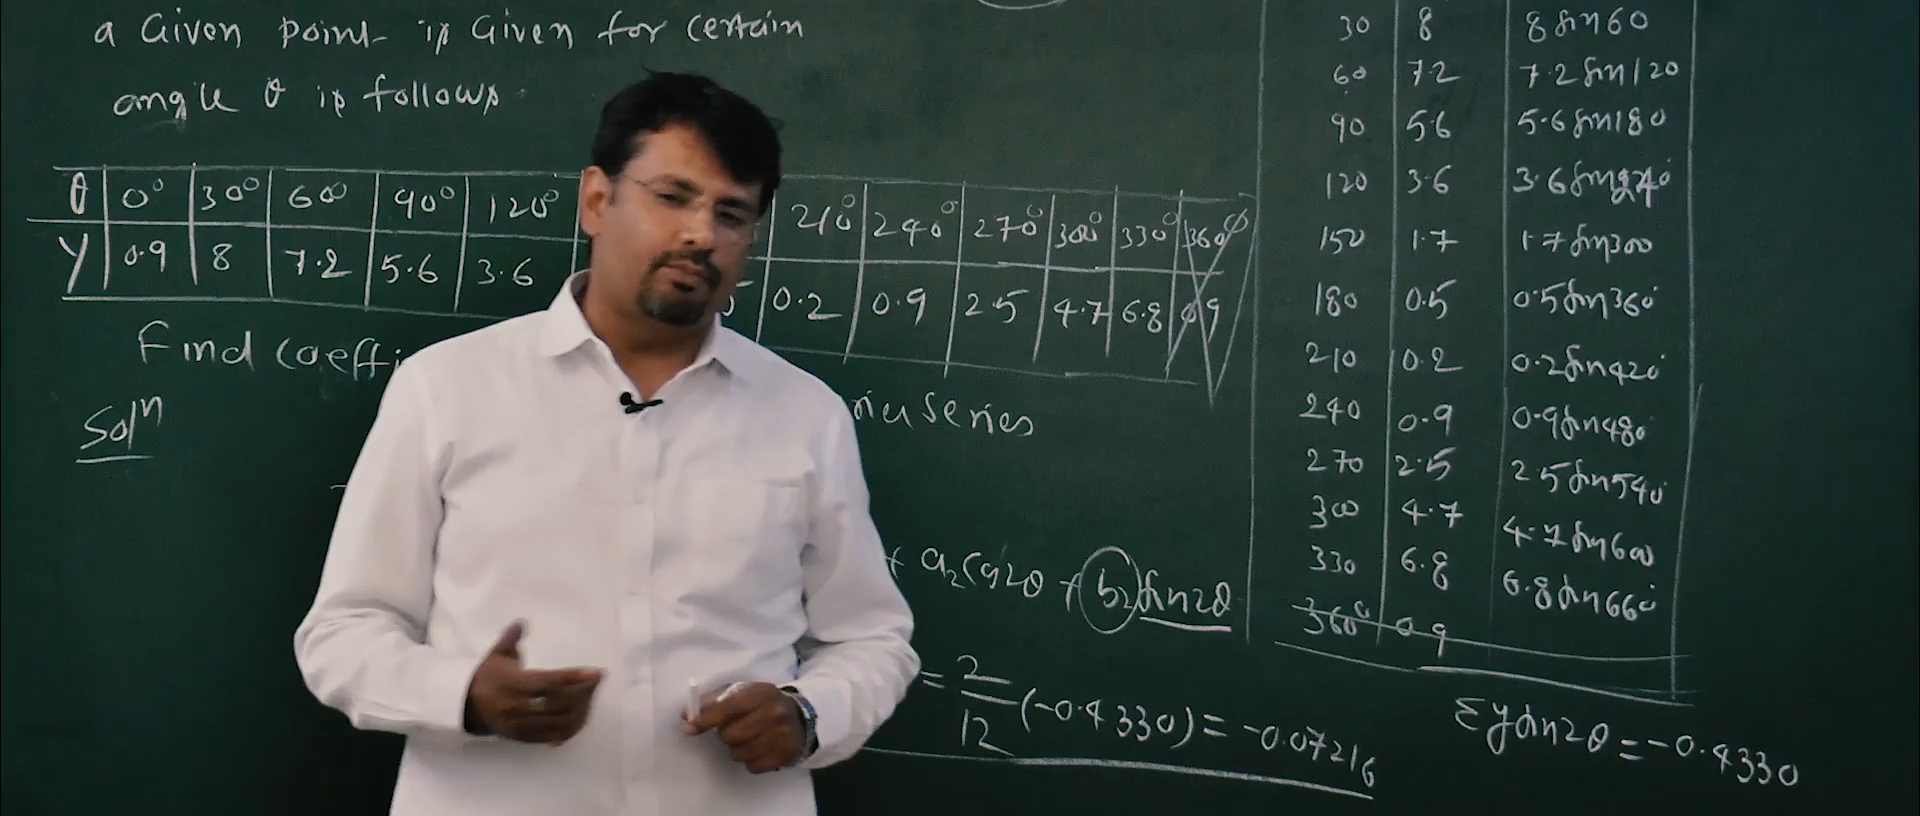 a Given point is Given for certain
angle θ is follows.
θ 0° 30° 60° 90° 120° 210° 240° 270° 300° 330° 360°
y 0.9 8 7.2 5.6 3.6 5 0.2 0.9 2.5 4.7 6.8 0.9
Find coeffi rier series
Solⁿ
+ a₂Cos2θ + b₂ sin2θ
= 2/12 (-0.4330) = -0.07216
30 8 8 sin60
60 7.2 7.2 sin120
90 5.6 5.6 sin180
120 3.6 3.6 sin240°
150 1.7 1.7 sin300
180 0.5 0.5 sin360°
210 0.2 0.2 sin420°
240 0.9 0.9 sin480°
270 2.5 2.5 sin540°
300 4.7 4.7 sin600
330 6.8 6.8 sin660°
360° 0.9
Σy sin2θ = -0.4330